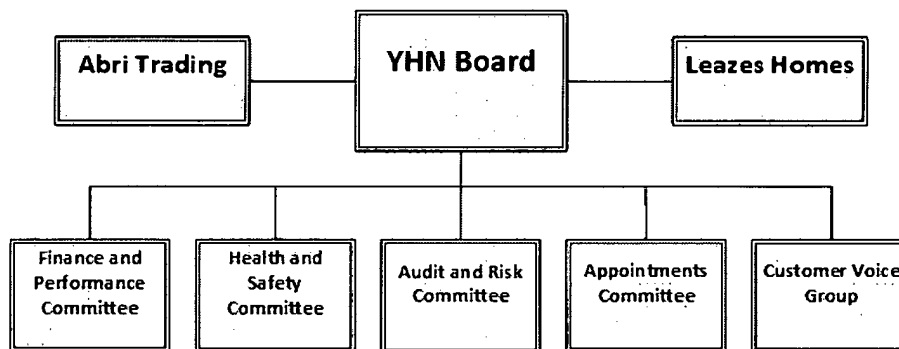 Abri Trading
YHN Board
Leazes Homes
Finance and
Performance
Committee
Health and
Safety
Committee
Audit and Risk
Committee
Appointments
Committee
Customer Voice
Group